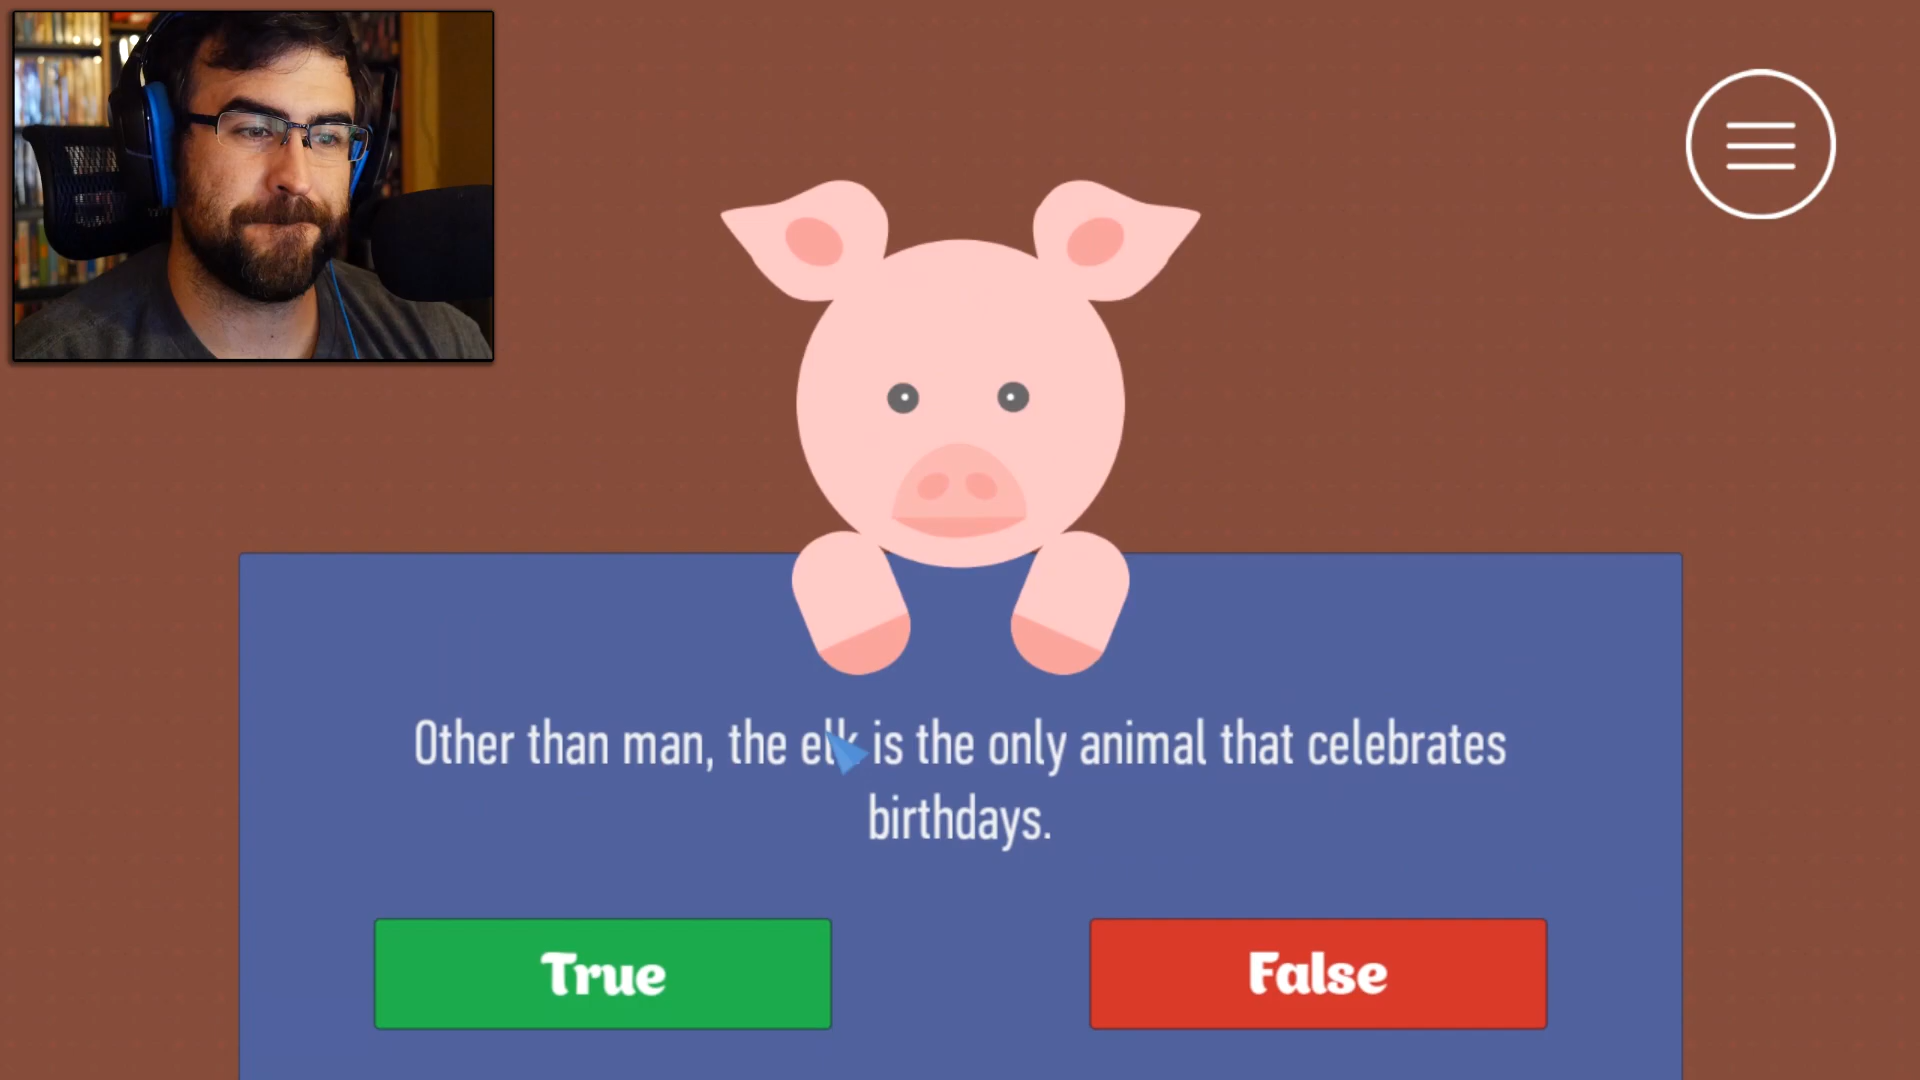 Other than man, the elk is the only animal that celebrates
birthdays.
True
False